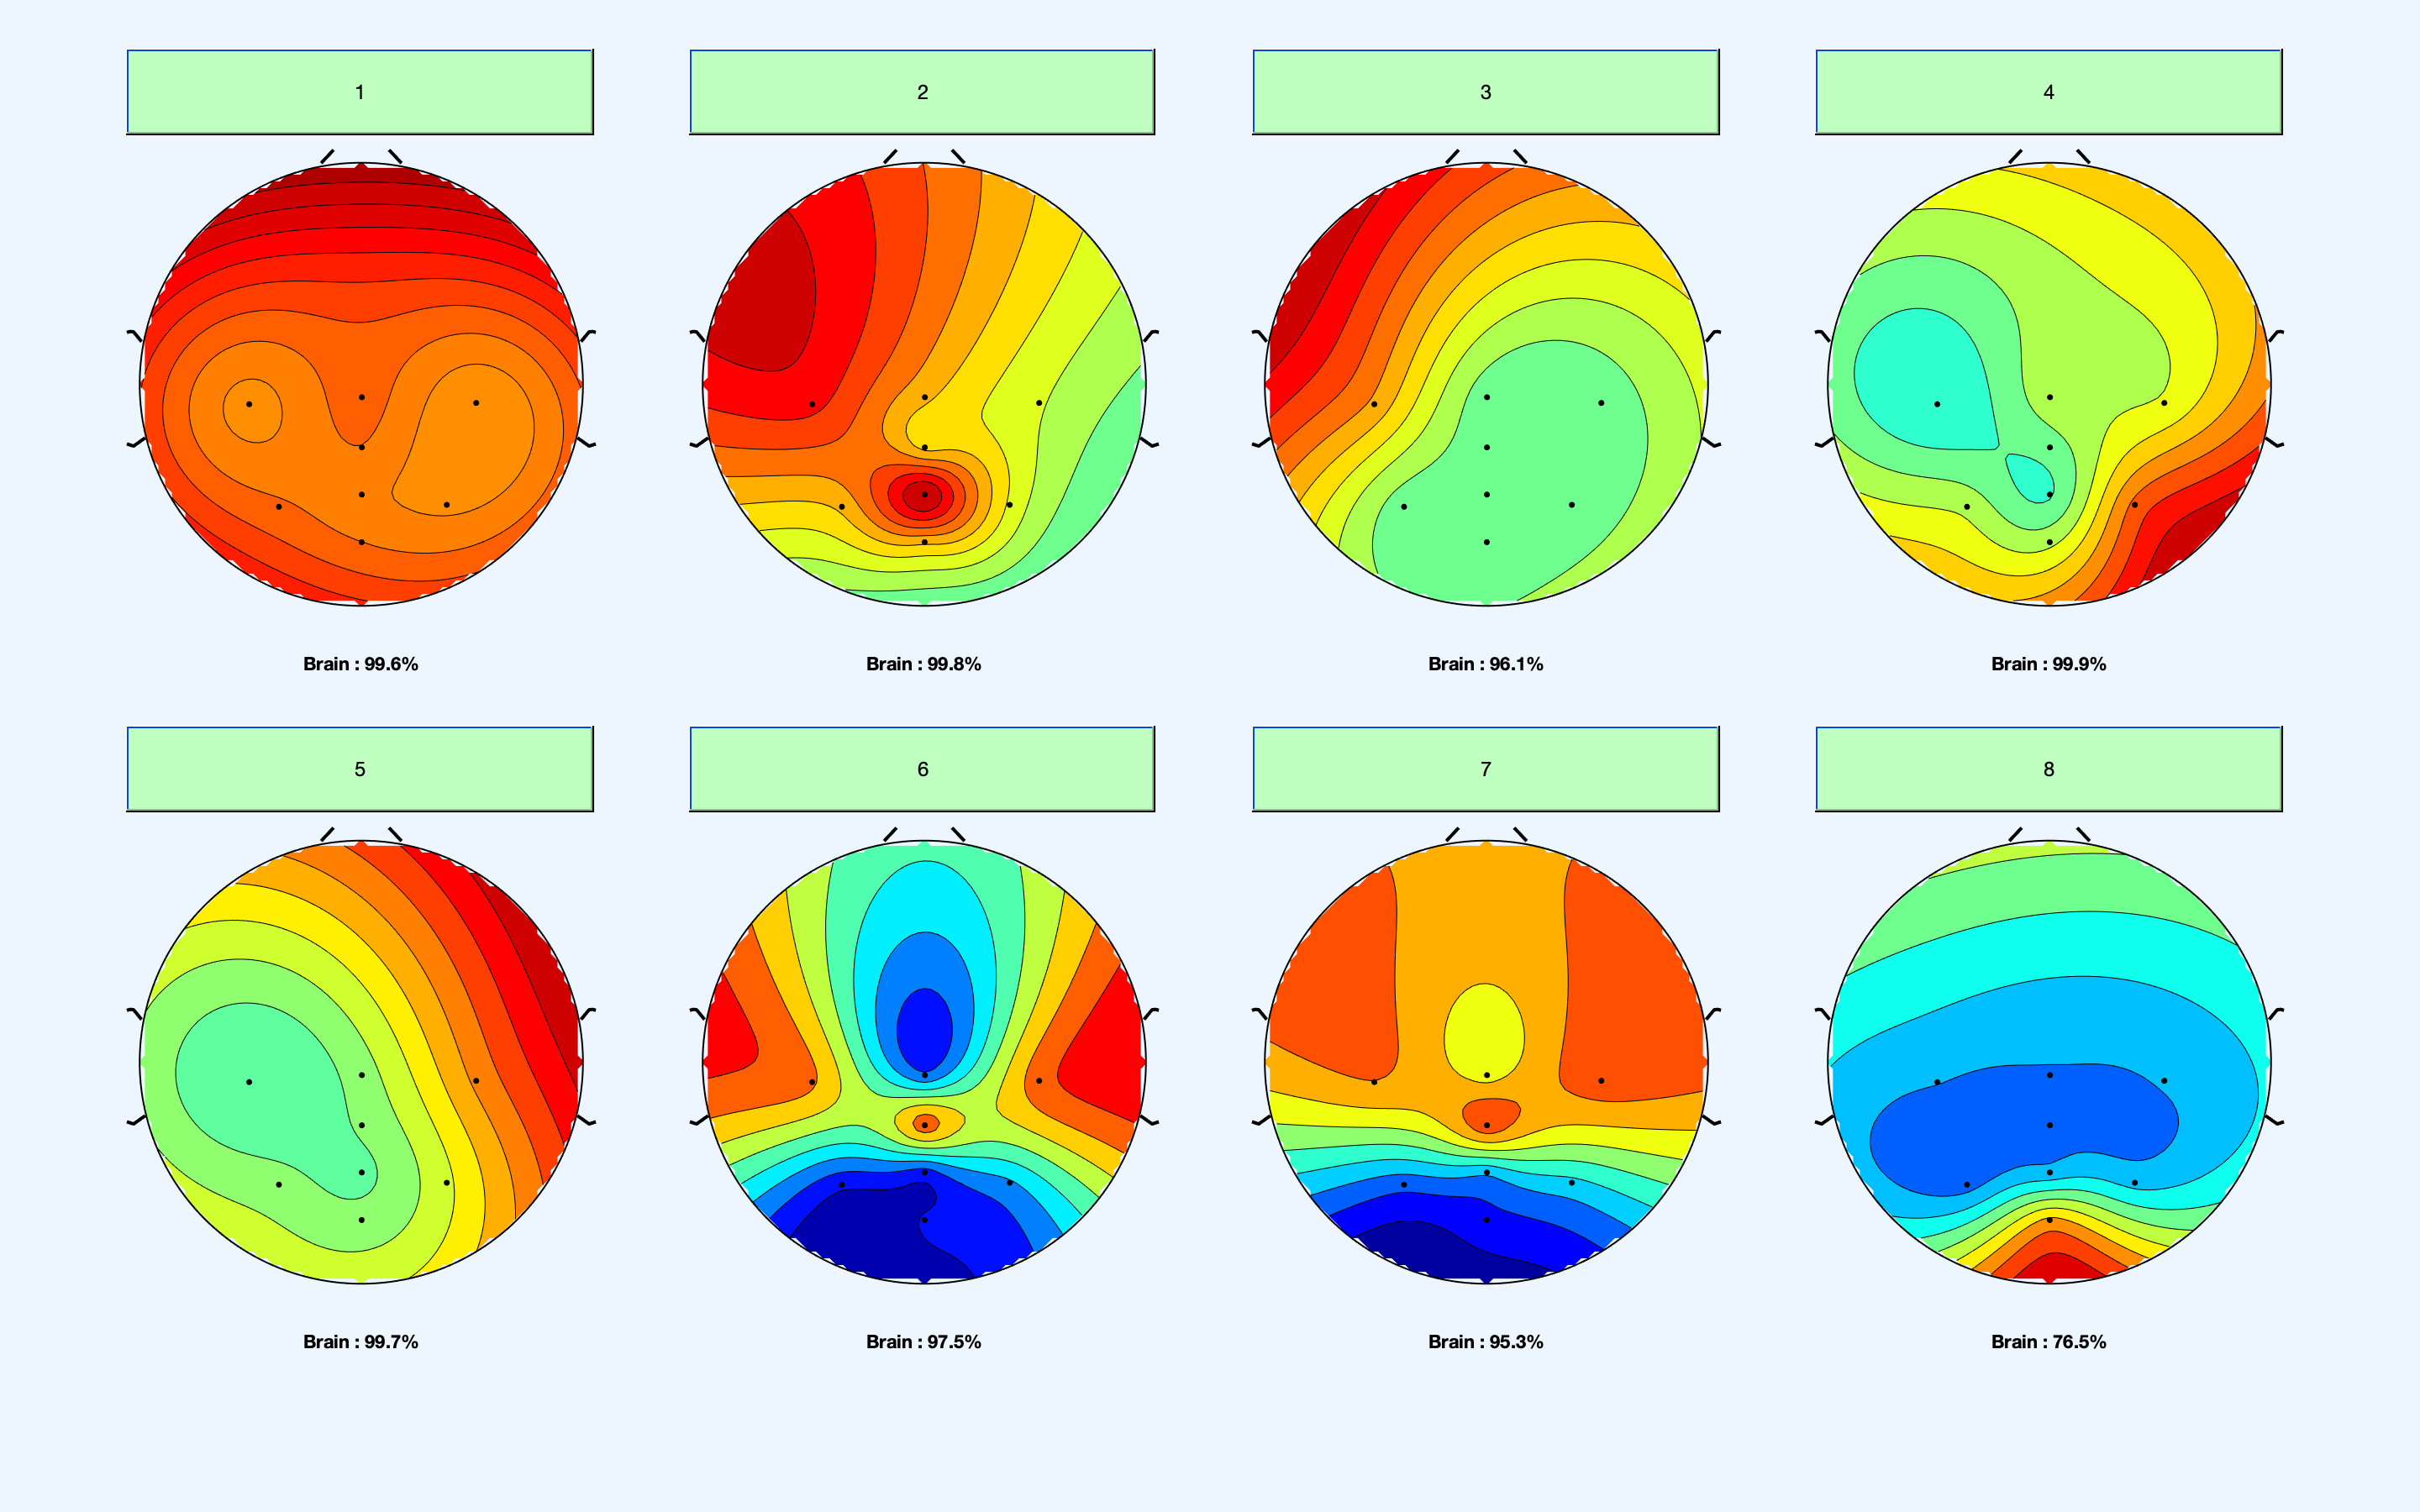 1
2
3
4
Brain : 99.6%
Brain : 99.8%
Brain : 96.1%
Brain : 99.9%
5
6
7
8
Brain : 99.7%
Brain : 97.5%
Brain : 95.3%
Brain : 76.5%